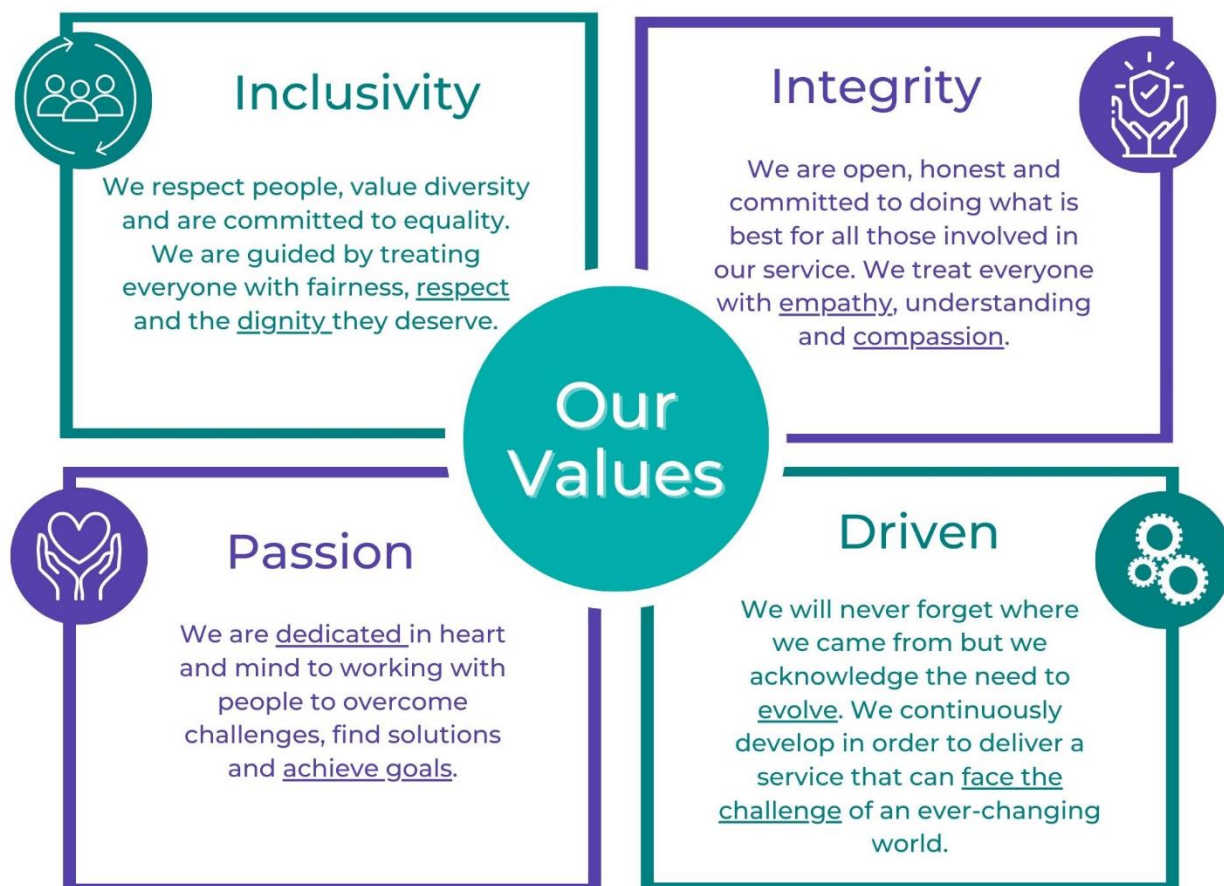 Inclusivity
We respect people, value diversity
and are committed to equality.
We are guided by treating
everyone with fairness, respect
and the dignity they deserve.
Integrity
We are open, honest and
committed to doing what is
best for all those involved in
our service. We treat everyone
with empathy, understanding
and compassion.
Our
Values
Passion
We are dedicated in heart
and mind to working with
people to overcome
challenges, find solutions
and achieve goals.
Driven
We will never forget where
we came from but we
acknowledge the need to
evolve. We continuously
develop in order to deliver a
service that can face the
challenge of an ever-changing
world.